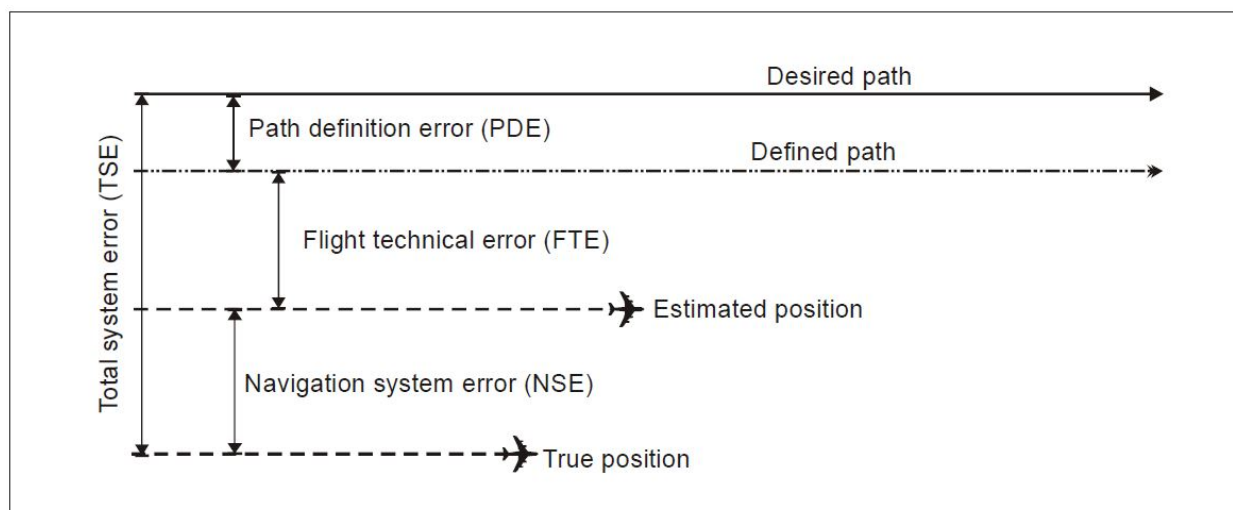 Desired path
Path definition error (PDE)
Defined path
Total system error (TSE)
Flight technical error (FTE)
Estimated position
Navigation system error (NSE)
True position